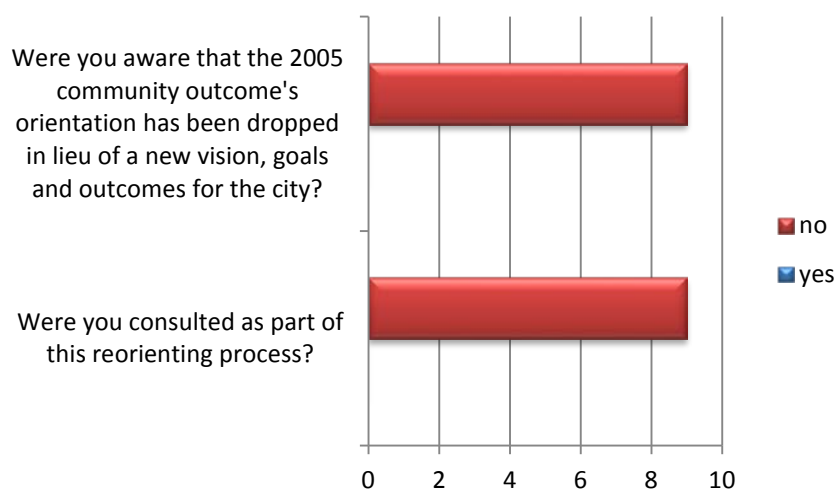 Were you aware that the 2005
community outcome's
orientation has been dropped
in lieu of a new vision, goals
and outcomes for the city?
no
yes
Were you consulted as part of
this reorienting process?
0 2 4 6 8 10